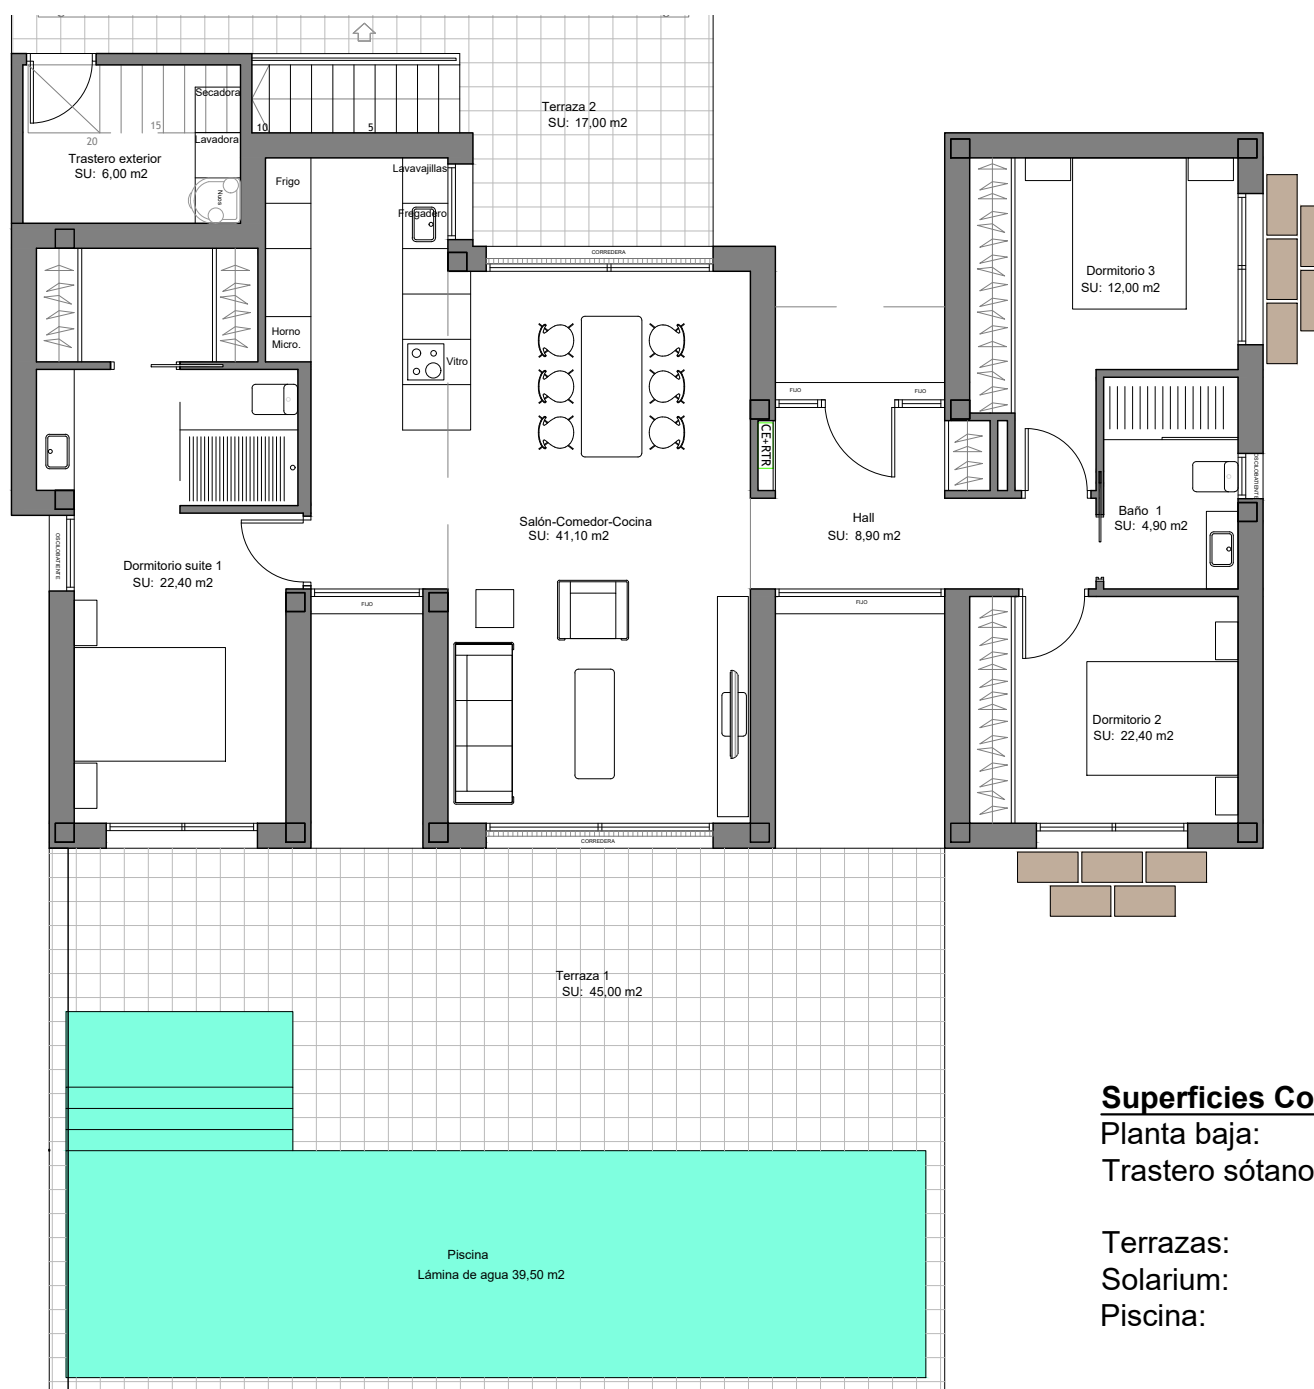 Secadora
Lavadora
Nuos
15
20
Trastero exterior
SU: 6,00 m2
10
5
Terraza 2
SU: 17,00 m2
Frigo
Lavavajillas
Fregadero
Horno
Micro.
Vitro
CORREDERA
Dormitorio 3
SU: 12,00 m2
FIJO
FIJO
CE+RTR
OSCILOBATIENTE
Baño 1
SU: 4,90 m2
Salón-Comedor-Cocina
SU: 41,10 m2
Hall
SU: 8,90 m2
OSCILOBATIENTE
Dormitorio suite 1
SU: 22,40 m2
FIJO
FIJO
Dormitorio 2
SU: 22,40 m2
CORREDERA
Terraza 1
SU: 45,00 m2
Piscina
Lámina de agua 39,50 m2
Superficies Co
Planta baja:
Trastero sótano
Terrazas:
Solarium:
Piscina: